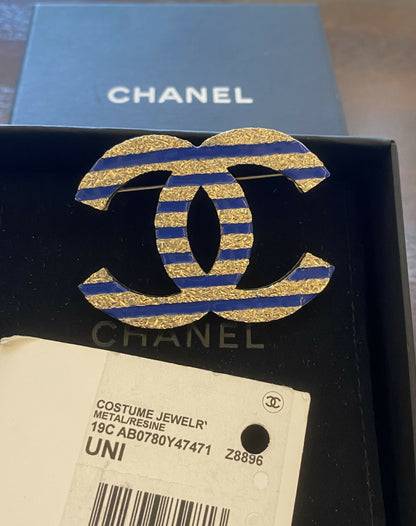 CHANEL
CHANEL
COSTUME JEWELRY
METAL/RESINE
19C AB0780Y47471 Z8896
UNI